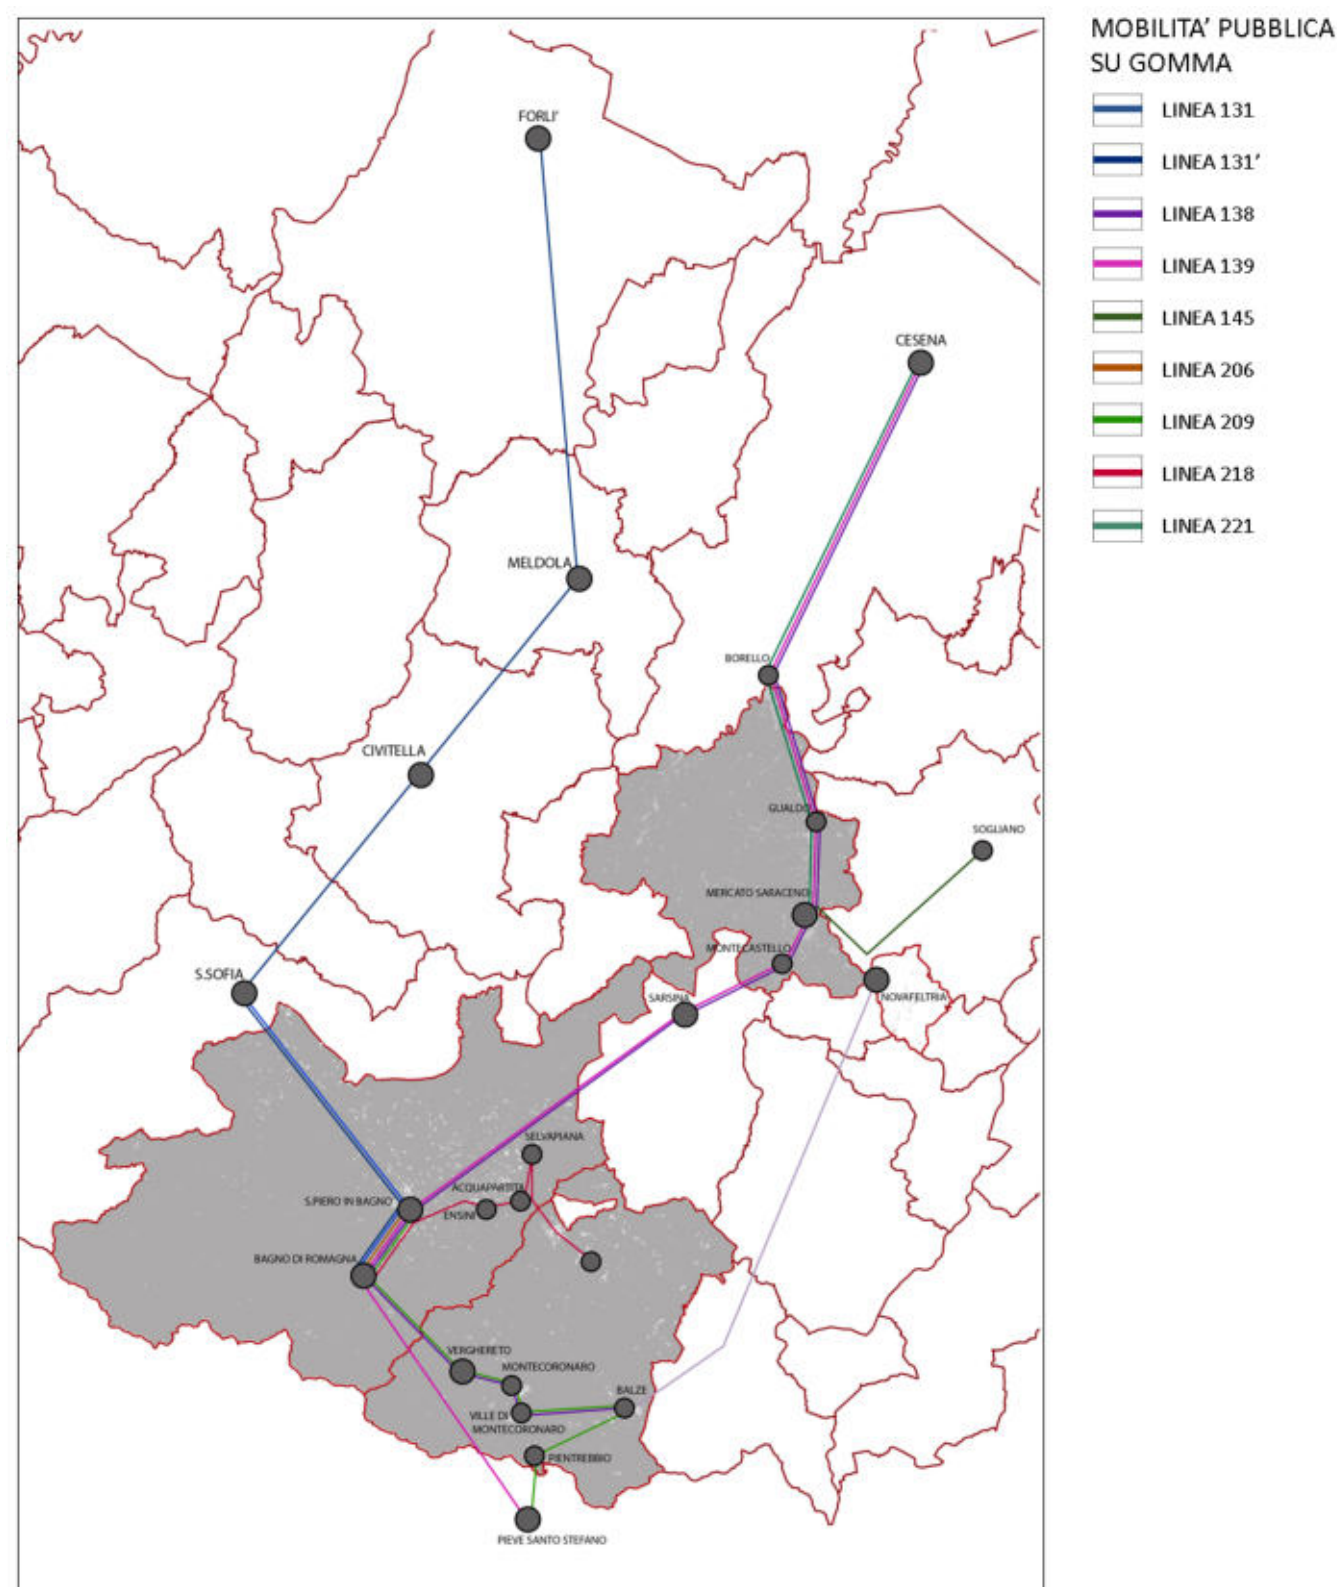 MOBILITA' PUBBLICA
SU GOMMA
LINEA 131
LINEA 131'
LINEA 138
LINEA 139
LINEA 145
LINEA 206
LINEA 209
LINEA 218
LINEA 221
FORLI'
CESENA
MELDOLA
BORELLO
CIVITELLA
GUALDO
SOGLIANO
MERCATO SARACENO
MONTECASTELLO
S.SOFIA
SARSINA
NOVAFELTRIA
SELVAPIANA
ACQUAPARTITA
S.PIERO IN BAGNO
ENSINI
BAGNO DI ROMAGNA
VERGHERETO
MONTECORONARO
BALZE
VILLE DI
MONTECORONARO
PIENTREBBIO
PIEVE SANTO STEFANO